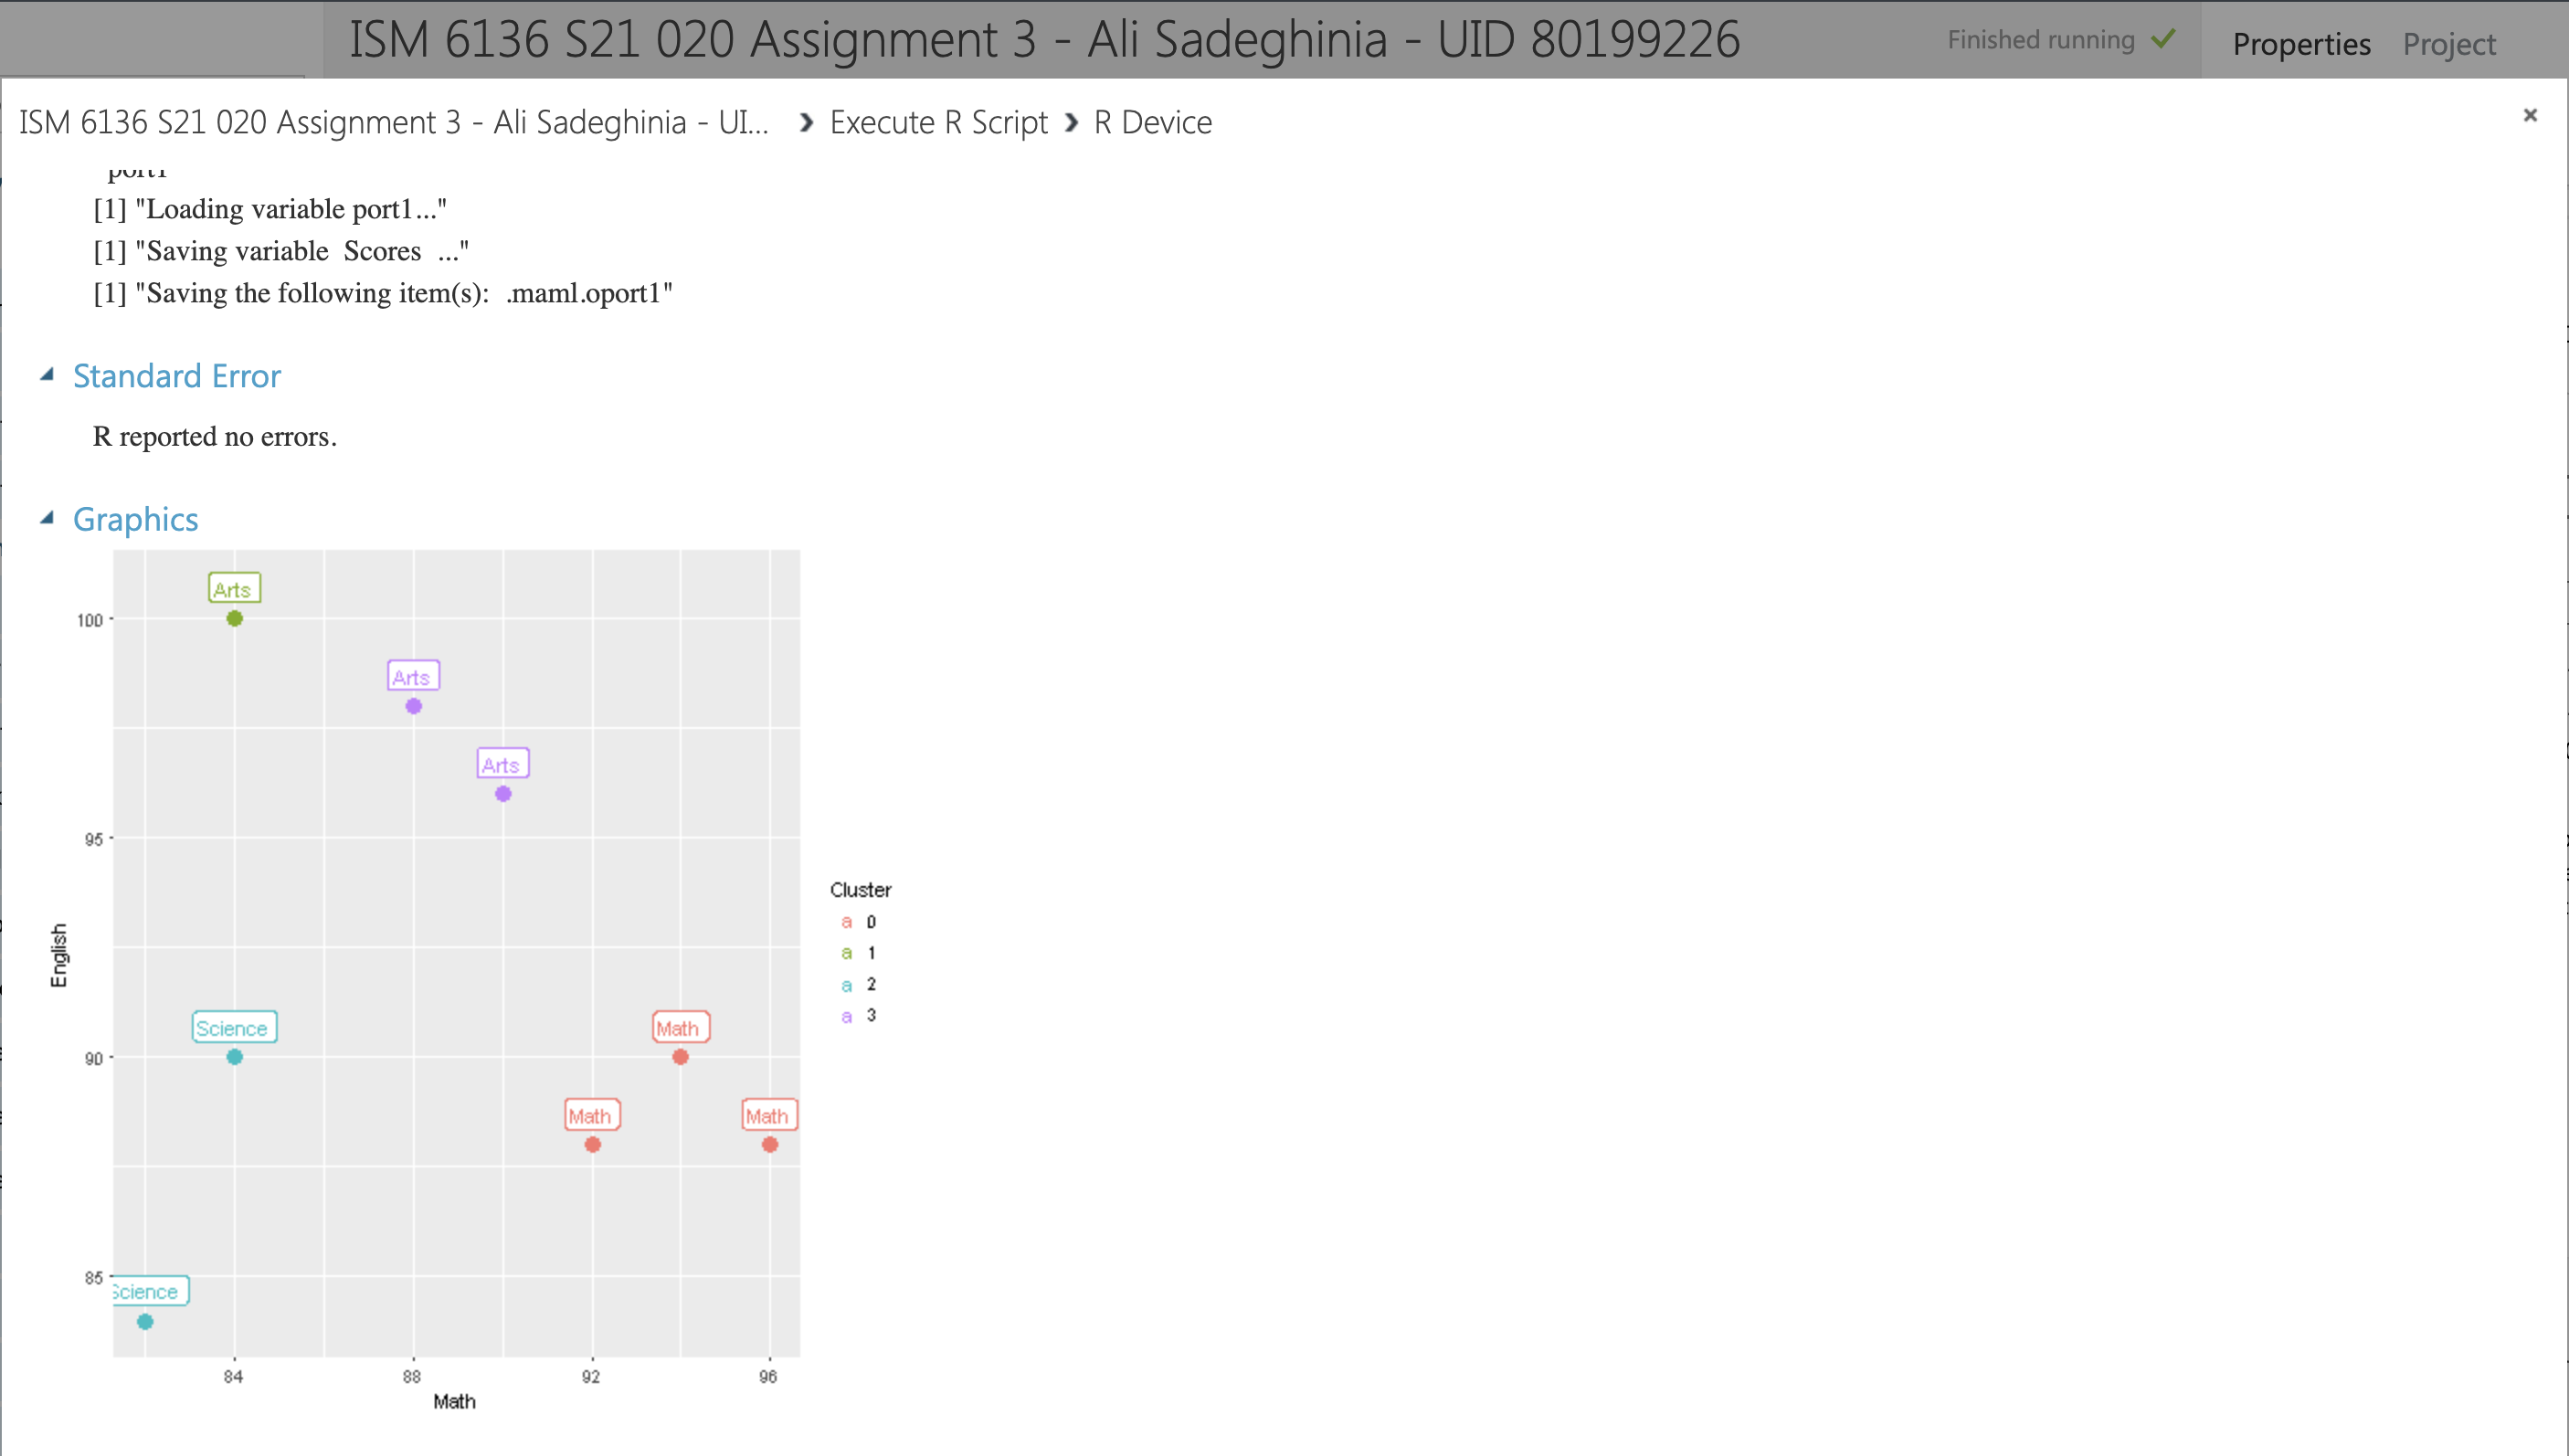 ISM 6136 S21 020 Assignment 3 - Ali Sadeghinia - UID 80199226
Finished running
Properties Project
ISM 6136 S21 020 Assignment 3 - Ali Sadeghinia - UI... › Execute R Script › R Device
port1
[1] "Loading variable port1..."
[1] "Saving variable  Scores  ..."
[1] "Saving the following item(s):  .maml.oport1"
Standard Error
R reported no errors.
Graphics
Arts
100
Arts
Arts
95
Cluster
a 0
English
a 1
a 2
Science
Math
a 3
90
Math
Math
85
Science
84 88 92 96
Math